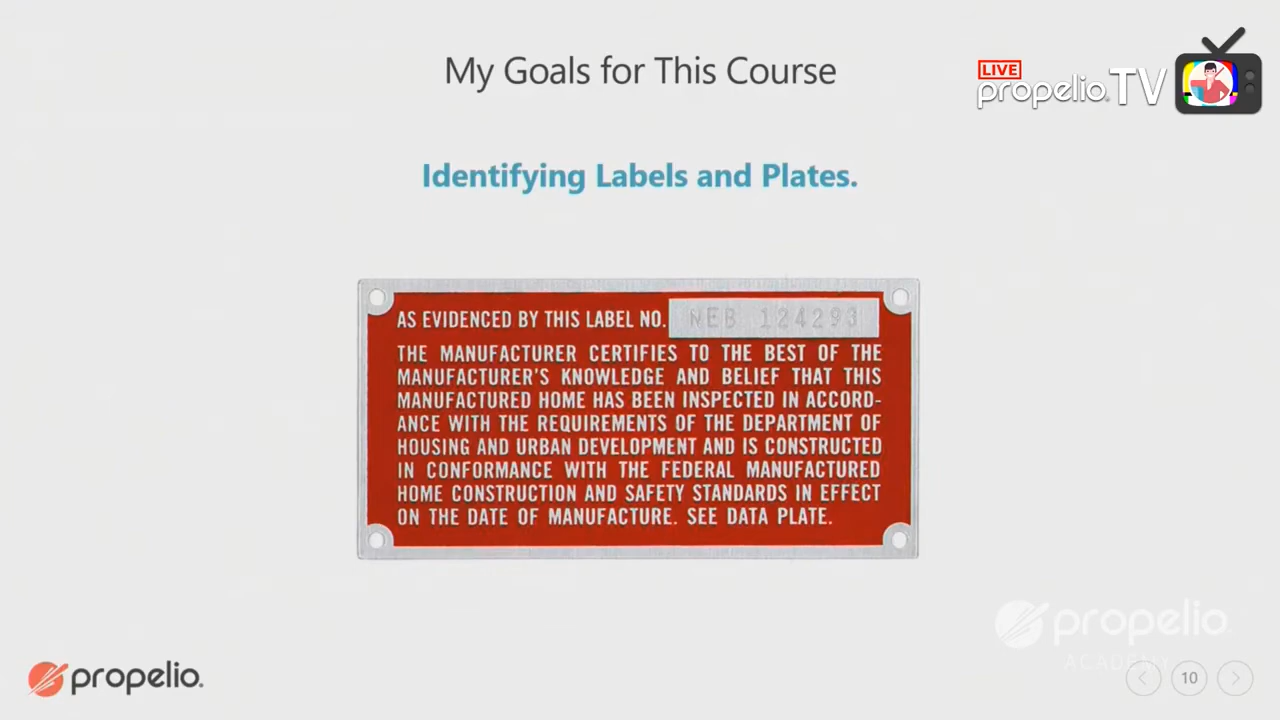 My Goals for This Course
LIVE
propelio.TV
Identifying Labels and Plates.
AS EVIDENCED BY THIS LABEL NO. NEB 124293
THE MANUFACTURER CERTIFIES TO THE BEST OF THE
MANUFACTURER'S KNOWLEDGE AND BELIEF THAT THIS
MANUFACTURED HOME HAS BEEN INSPECTED IN ACCORD-
ANCE WITH THE REQUIREMENTS OF THE DEPARTMENT OF
HOUSING AND URBAN DEVELOPMENT AND IS CONSTRUCTED
IN CONFORMANCE WITH THE FEDERAL MANUFACTURED
HOME CONSTRUCTION AND SAFETY STANDARDS IN EFFECT
ON THE DATE OF MANUFACTURE. SEE DATA PLATE.
propelio.
ACADEMY
propelio.
10